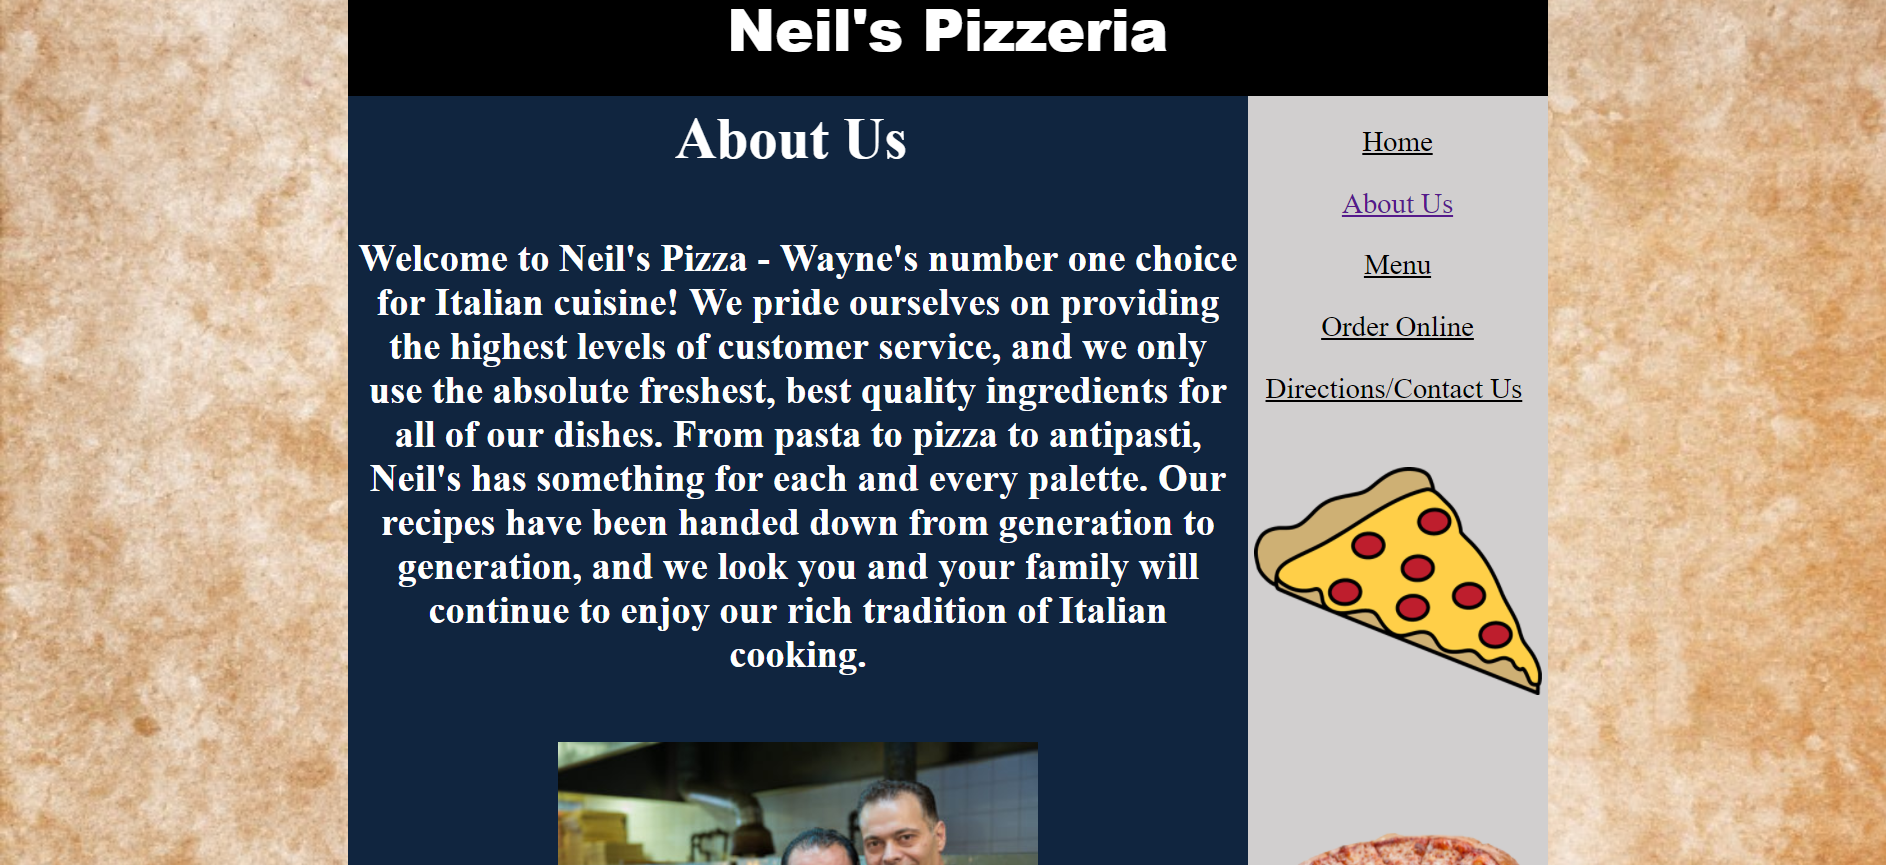 Neil's Pizzeria
About Us
Welcome to Neil's Pizza - Wayne's number one choice
for Italian cuisine! We pride ourselves on providing
the highest levels of customer service, and we only
use the absolute freshest, best quality ingredients for
all of our dishes. From pasta to pizza to antipasti,
Neil's has something for each and every palette. Our
recipes have been handed down from generation to
generation, and we look you and your family will
continue to enjoy our rich tradition of Italian
cooking.
Home
About Us
Menu
Order Online
Directions/Contact Us